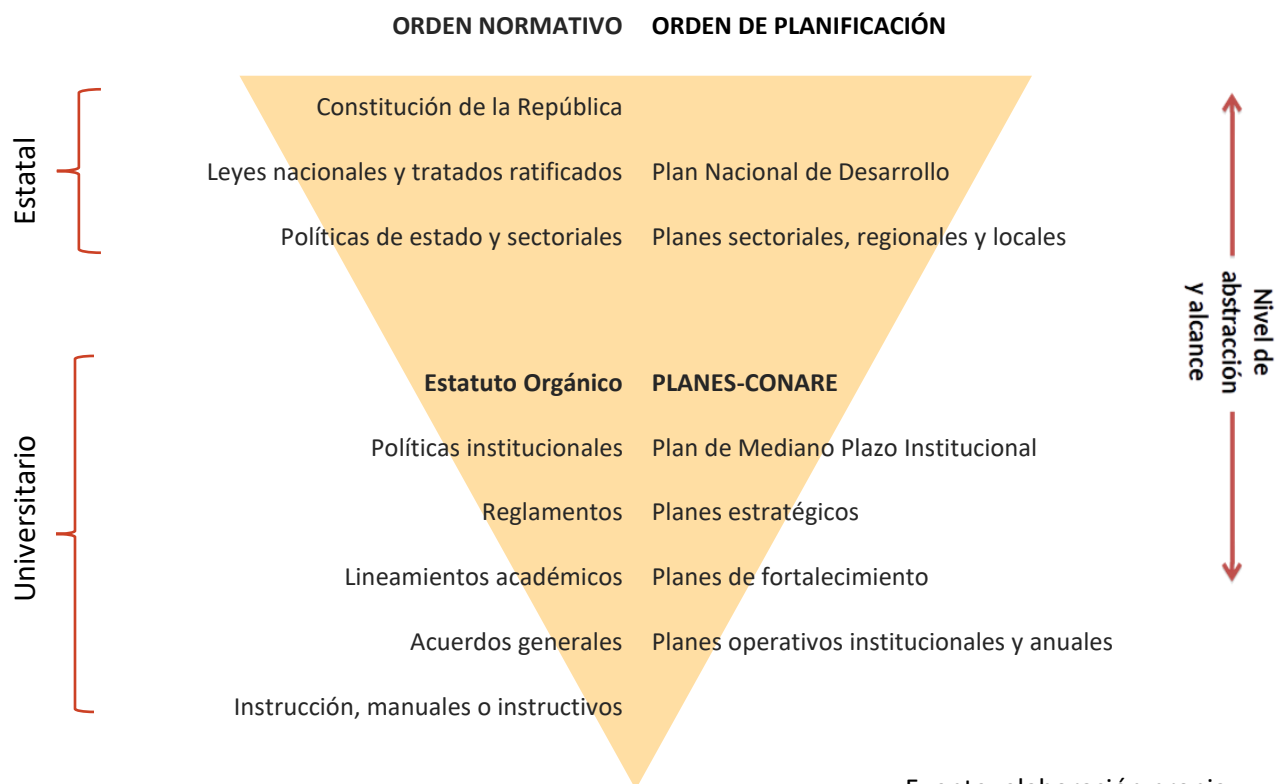 ORDEN NORMATIVO ORDEN DE PLANIFICACIÓN
Constitución de la República
Leyes nacionales y tratados ratificados Plan Nacional de Desarrollo
Políticas de estado y sectoriales Planes sectoriales, regionales y locales
Estatal
Estatuto Orgánico PLANES-CONARE
Políticas institucionales Plan de Mediano Plazo Institucional
Reglamentos Planes estratégicos
Lineamientos académicos Planes de fortalecimiento
Acuerdos generales Planes operativos institucionales y anuales
Instrucción, manuales o instructivos
Universitario
Nivel de
abstracción
y alcance